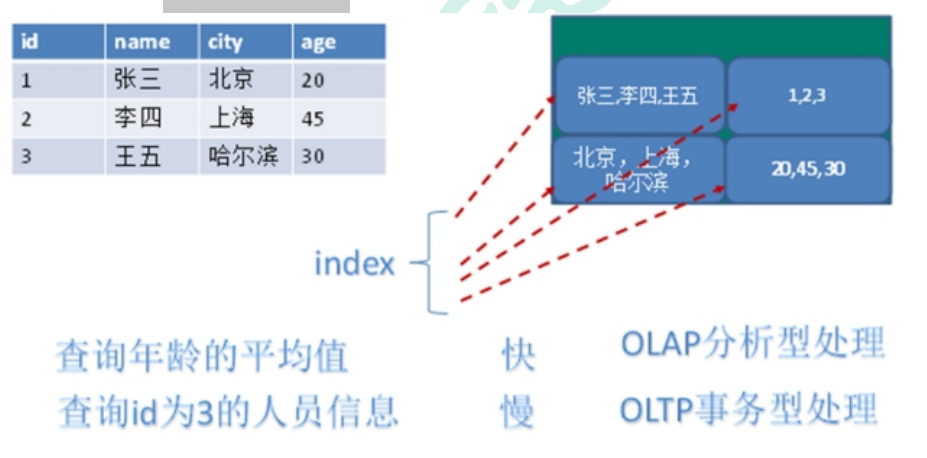 id name city age
1 张三 北京 20
2 李四 上海 45
3 王五 哈尔滨 30
张三,李四,王五
1,2,3
北京，上海，
哈尔滨
20,45,30
index
查询年龄的平均值 快 OLAP分析型处理
查询id为3的人员信息 慢 OLTP事务型处理